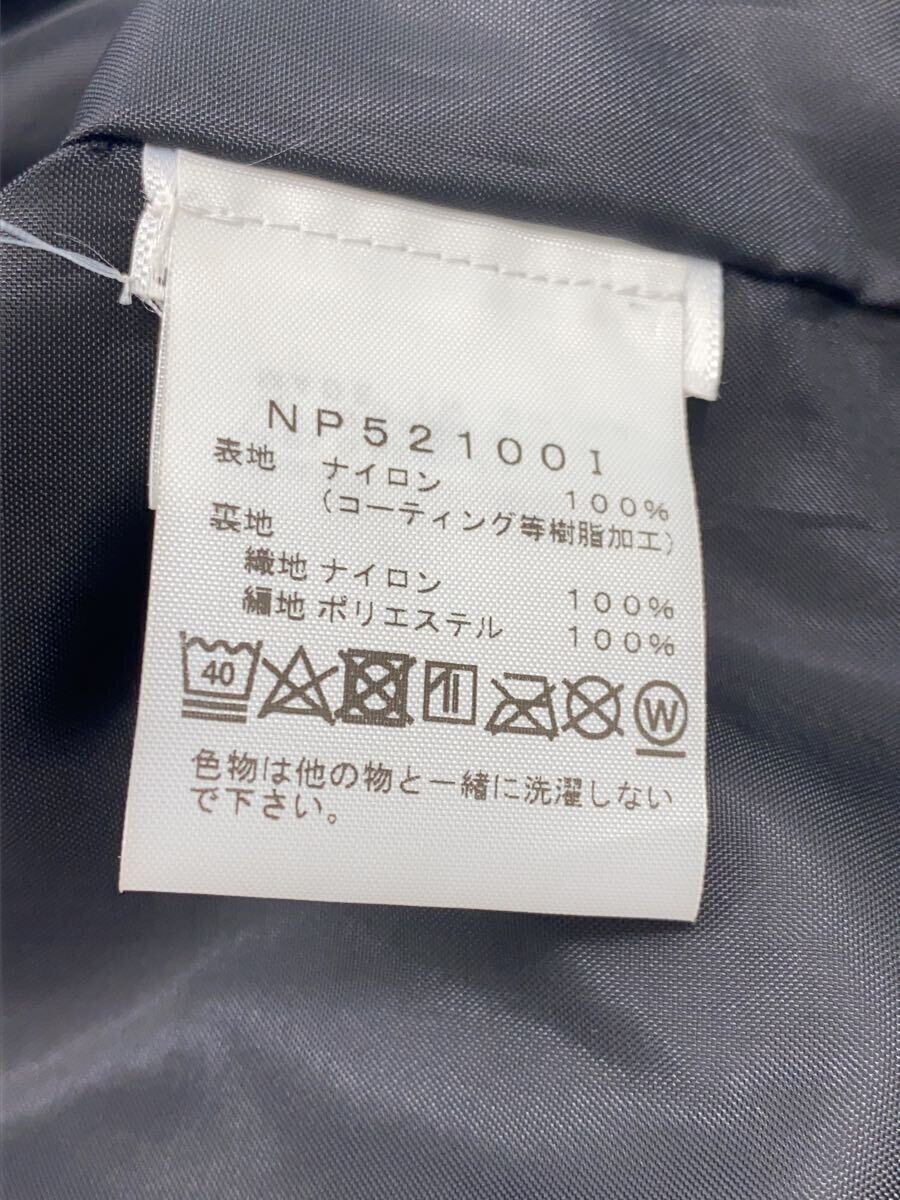 NP52100I
表地 ナイロン 100%
(コーティング等樹脂加工)
裏地
織地 ナイロン 100%
編地 ポリエステル 100%
40 W
色物は他の物と一緒に洗濯しない
で下さい。